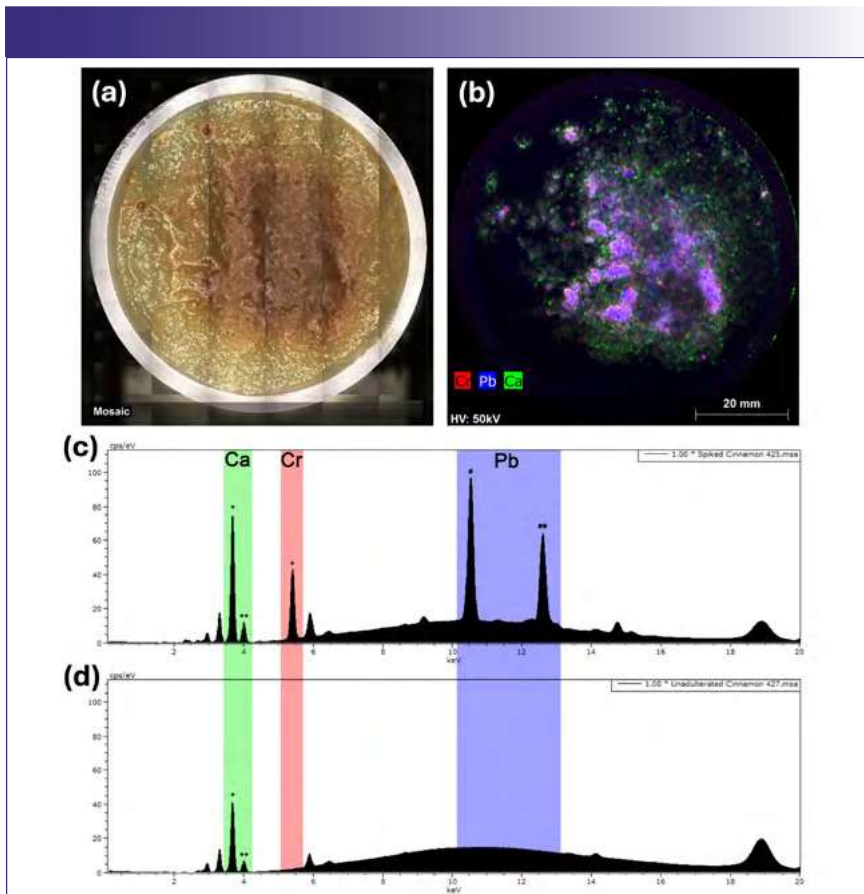 (a)
Mosaic
(b)
Cr Pb Ca
HV: 50kV
20 mm
(c)
cps/eV
Ca
Cr
Pb
1.00 * Spiked Cinnamon 425.msa
100
80
60
40
20
0
*
**
*
#
##
2 4 6 8 10 12 14 16 18 20
keV
(d)
cps/eV
1.00 * Unadulterated Cinnamon 427.msa
100
80
60
40
20
0
*
**
2 4 6 8 10 12 14 16 18 20
keV